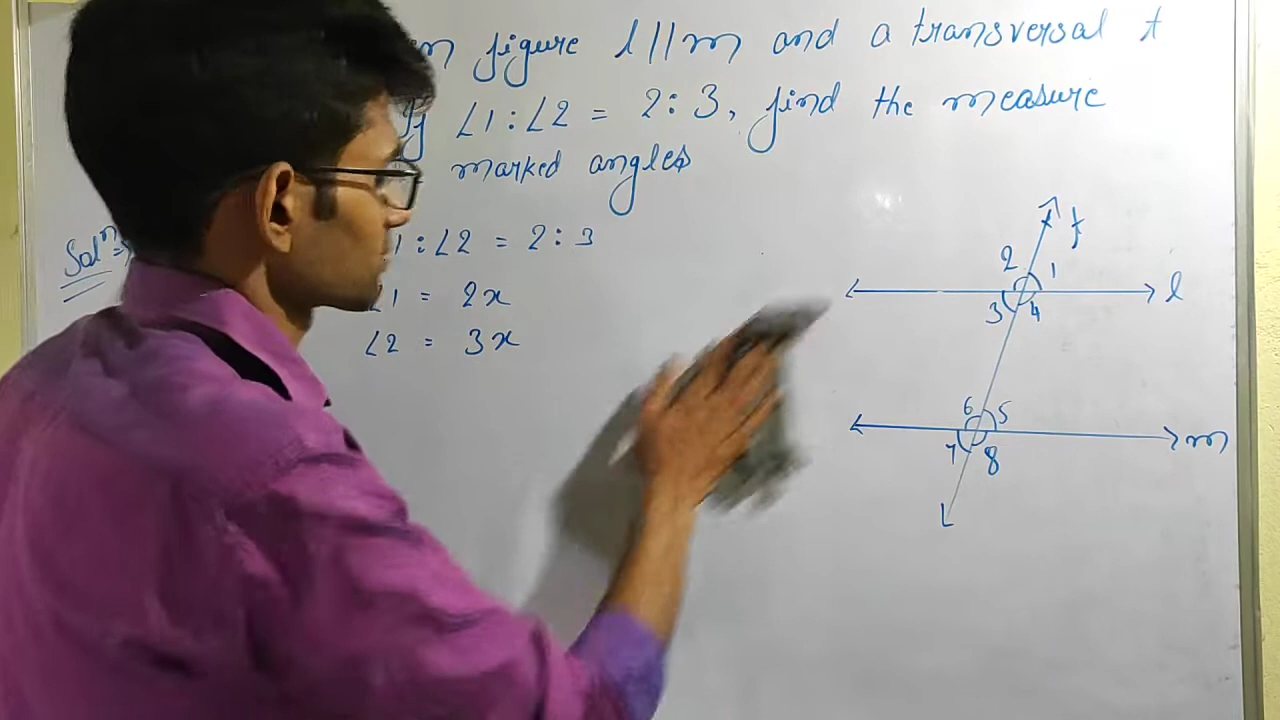 figure l//m and a transversal t
∠1:∠2 = 2:3, find the measure
marked angles
Solⁿ
1:∠2 = 2:3
∠1 = 2x
∠2 = 3x
t
2 1
l
3 4
6 5
m
7 8